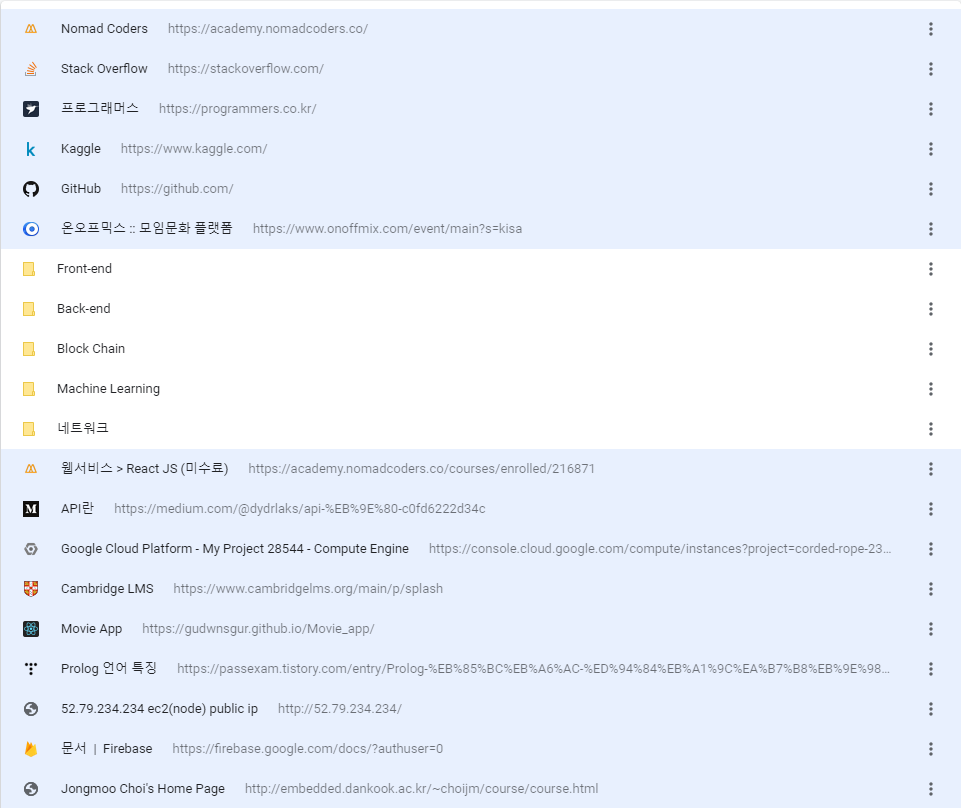 Nomad Coders https://academy.nomadcoders.co/
Stack Overflow https://stackoverflow.com/
프로그래머스 https://programmers.co.kr/
k Kaggle https://www.kaggle.com/
GitHub https://github.com/
온오프믹스 :: 모임문화 플랫폼 https://www.onoffmix.com/event/main?s=kisa
Front-end
Back-end
Block Chain
Machine Learning
네트워크
웹서비스 > React JS (미수료) https://academy.nomadcoders.co/courses/enrolled/216871
M API란 https://medium.com/@dydrlaks/api-%EB%9E%80-c0fd6222d34c
Google Cloud Platform - My Project 28544 - Compute Engine https://console.cloud.google.com/compute/instances?project=corded-rope-23...
Cambridge LMS https://www.cambridgelms.org/main/p/splash
Movie App https://gudwnsgur.github.io/Movie_app/
Prolog 언어 특징 https://passexam.tistory.com/entry/Prolog-%EB%85%BC%EB%A6%AC-%ED%94%84%EB%A1%9C%EA%B7%B8%EB%9E%98...
52.79.234.234 ec2(node) public ip http://52.79.234.234/
문서 | Firebase https://firebase.google.com/docs/?authuser=0
Jongmoo Choi's Home Page http://embedded.dankook.ac.kr/~choijm/course/course.html